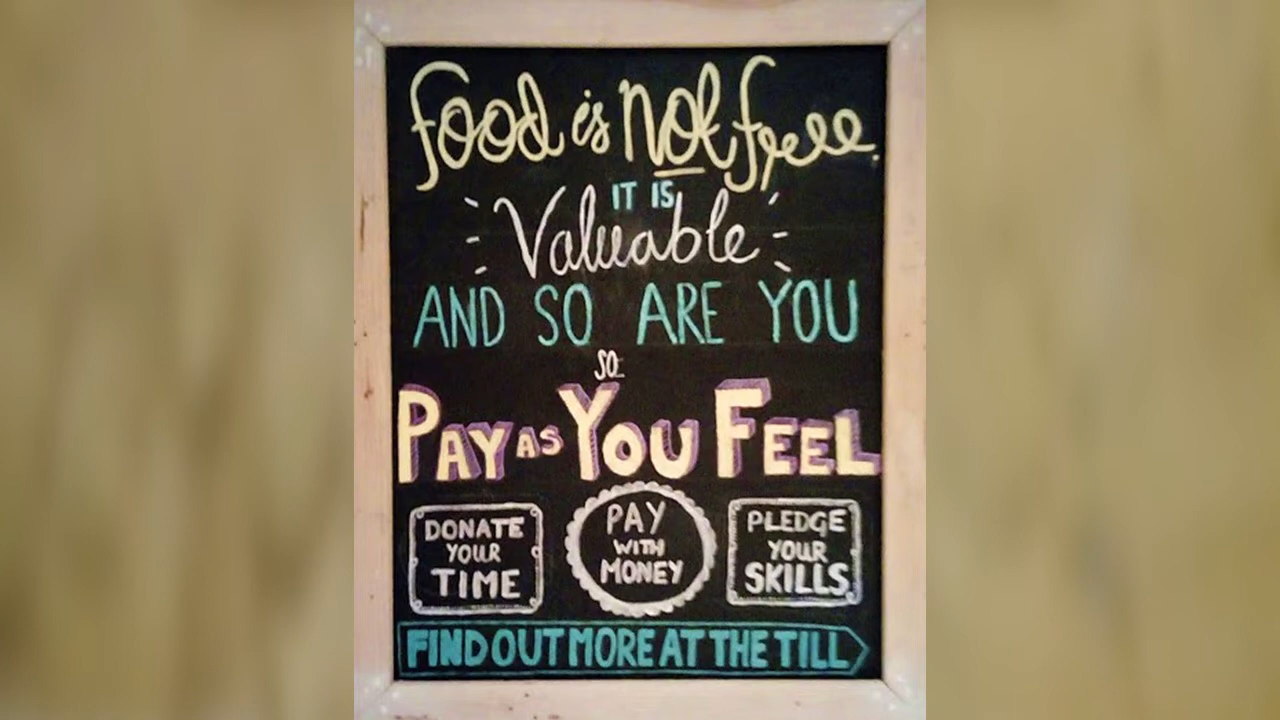 food is not free.
IT IS
Valuable
AND SO ARE YOU
SO
PAY AS YOU FEEL
DONATE
YOUR
TIME
PAY
WITH
MONEY
PLEDGE
YOUR
SKILLS
FIND OUT MORE AT THE TILL